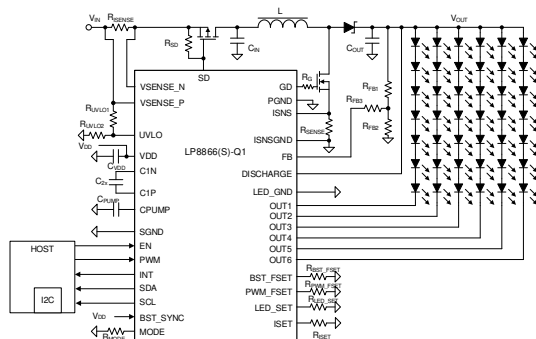 VIN
RISENSE
L
VOUT
RSD
CIN
COUT
SD
VSENSE_N
VSENSE_P
RUVLO1
RUVLO2
UVLO
VDD
VDD
CVDD
C1N
C2x
C1P
CPUMP
CPUMP
SGND
LP8866(S)-Q1
GD
RG
PGND
ISNS
RSENSE
ISNSGND
FB
RFB1
RFB3
RFB2
DISCHARGE
LED_GND
OUT1
OUT2
OUT3
OUT4
OUT5
OUT6
HOST
I2C
EN
PWM
INT
SDA
SCL
VDD
BST_SYNC
RMODE
MODE
BST_FSET
RBST_FSET
PWM_FSET
RPWM_FSET
LED_SET
RLED_SET
ISET
RISET